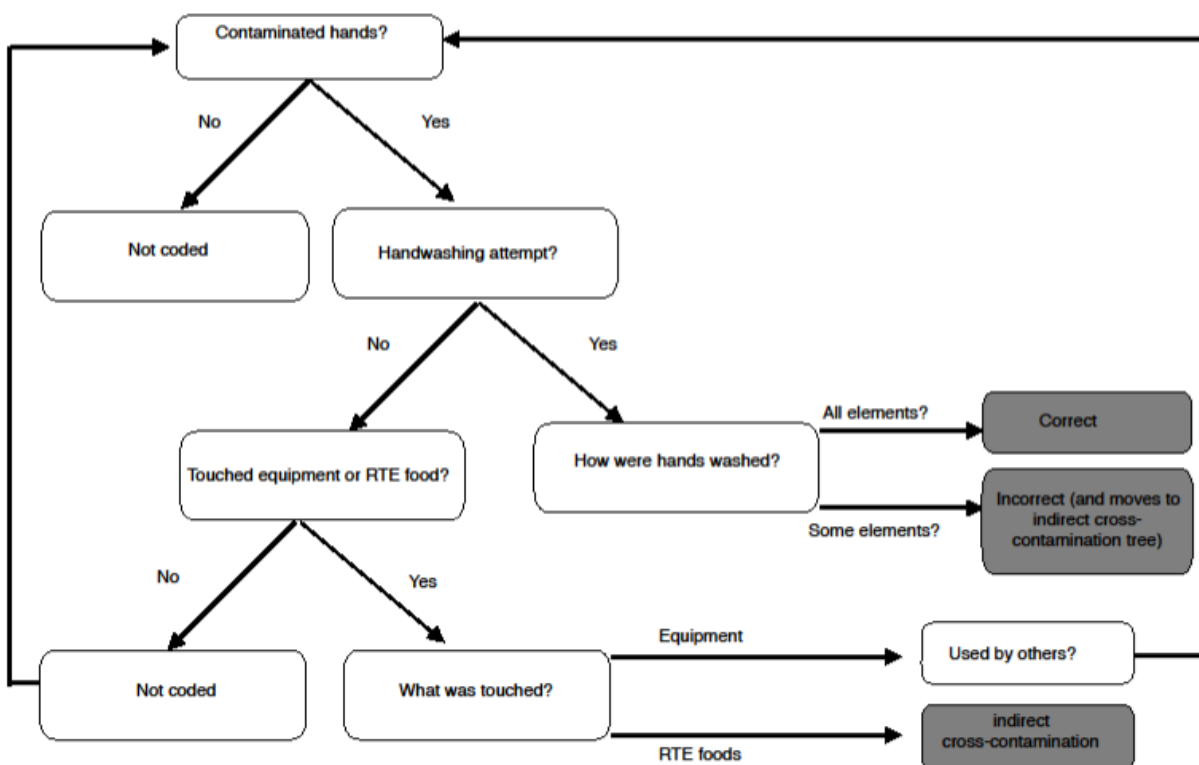 Contaminated hands?
No
Yes
Not coded
Handwashing attempt?
No
Yes
All elements?
Correct
Touched equipment or RTE food?
How were hands washed?
Incorrect (and moves to
indirect cross-
contamination tree)
Some elements?
No
Yes
Equipment
Used by others?
Not coded
What was touched?
indirect
cross-contamination
RTE foods